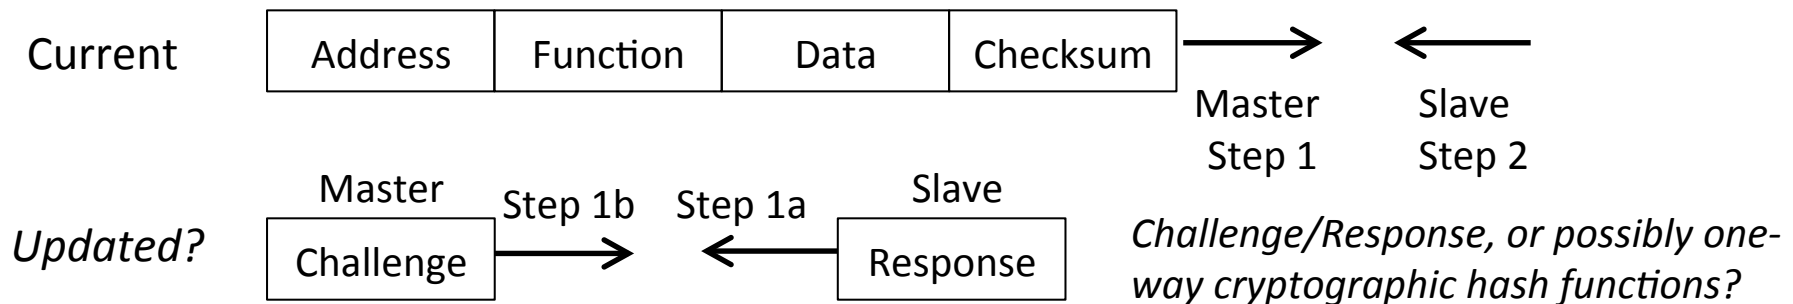 Current
Address Function Data Checksum
Master
Step 1
Slave
Step 2
Updated?
Master
Step 1b
Step 1a
Slave
Challenge
Response
Challenge/Response, or possibly one-
way cryptographic hash functions?